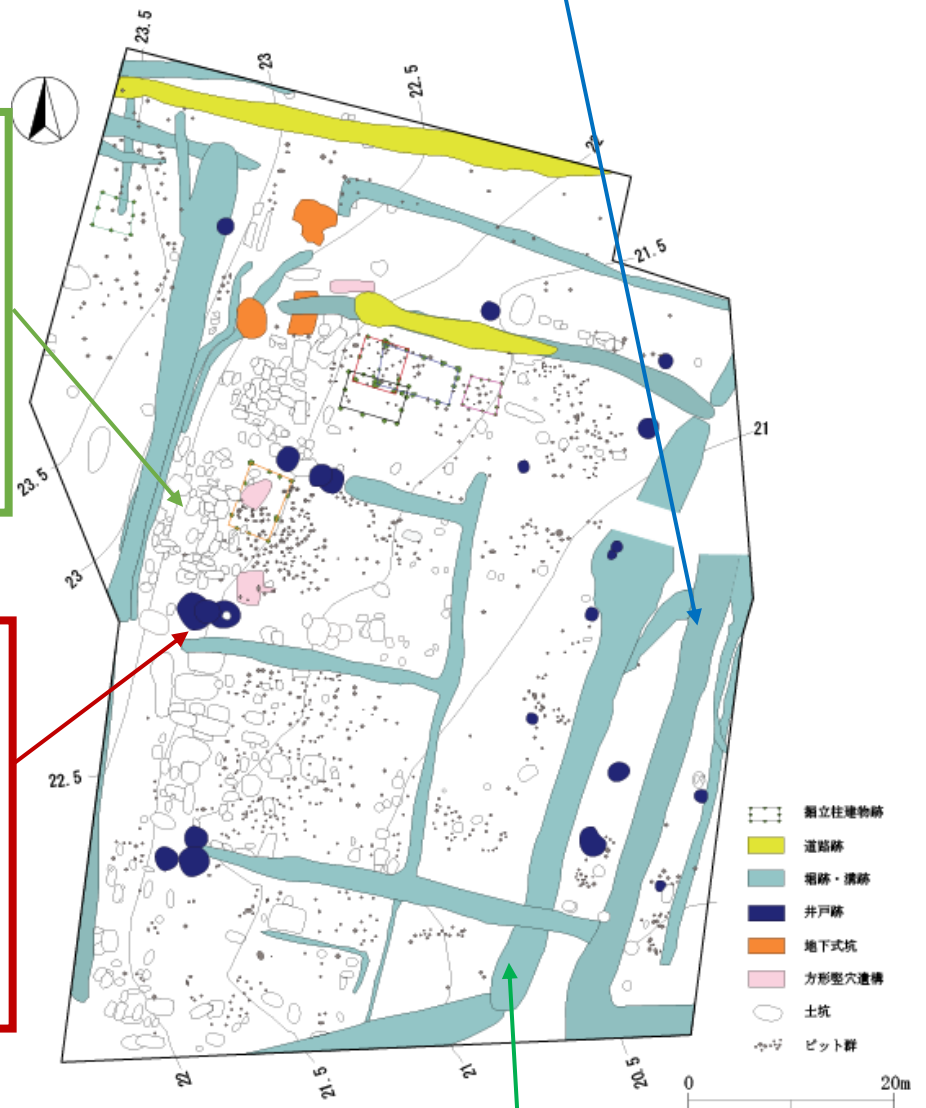 23.5
23
22.5
22
21.5
21
23.5
23
22.5
掘立柱建物跡
道路跡
堀跡・溝跡
井戸跡
地下式坑
方形竪穴遺構
土坑
ピット群
22
21.5
21
20.5
0 20m